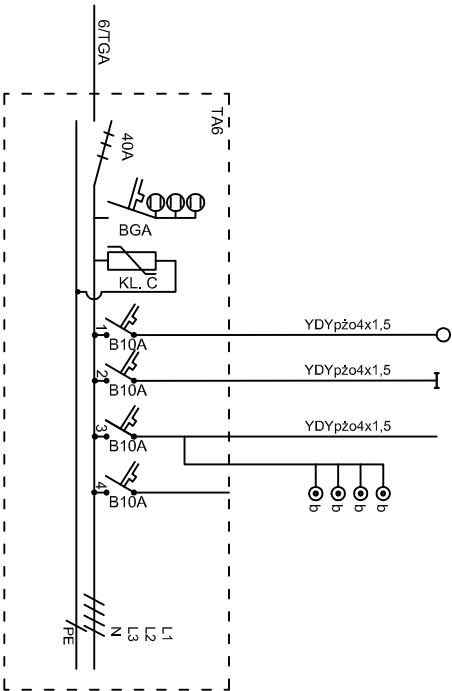 6/TGA
TA6
40A
BGA
KL. C
1
B10A
YDYpżo4x1,5
2
B10A
YDYpżo4x1,5
3
B10A
YDYpżo4x1,5
4
B10A
b
b
b
b
L1
L2
L3
N
PE